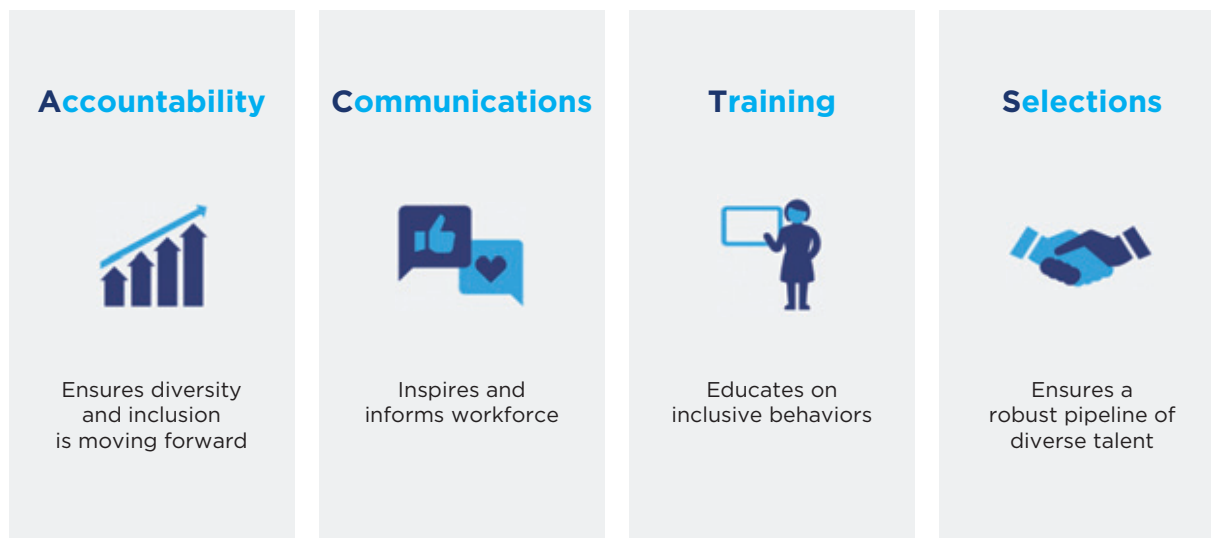 Accountability
Ensures diversity
and inclusion
is moving forward
Communications
Inspires and
informs workforce
Training
Educates on
inclusive behaviors
Selections
Ensures a
robust pipeline of
diverse talent